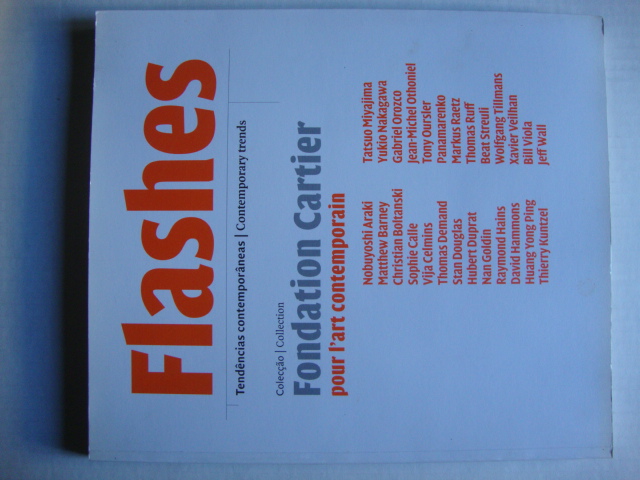 Flashes
Tendências contemporâneas | Contemporary trends
Colecção | Collection
Fondation Cartier
pour l'art contemporain
Nobuyoshi Araki
Matthew Barney
Christian Boltanski
Sophie Calle
Vija Celmins
Thomas Demand
Stan Douglas
Hubert Duprat
Nan Goldin
Raymond Hains
David Hammons
Huang Yong Ping
Thierry Kuntzel
Tatsuo Miyajima
Yukio Nakagawa
Gabriel Orozco
Jean-Michel Othoniel
Tony Oursler
Panamarenko
Markus Raetz
Thomas Ruff
Beat Streuli
Wolfgang Tillmans
Xavier Veilhan
Bill Viola
Jeff Wall